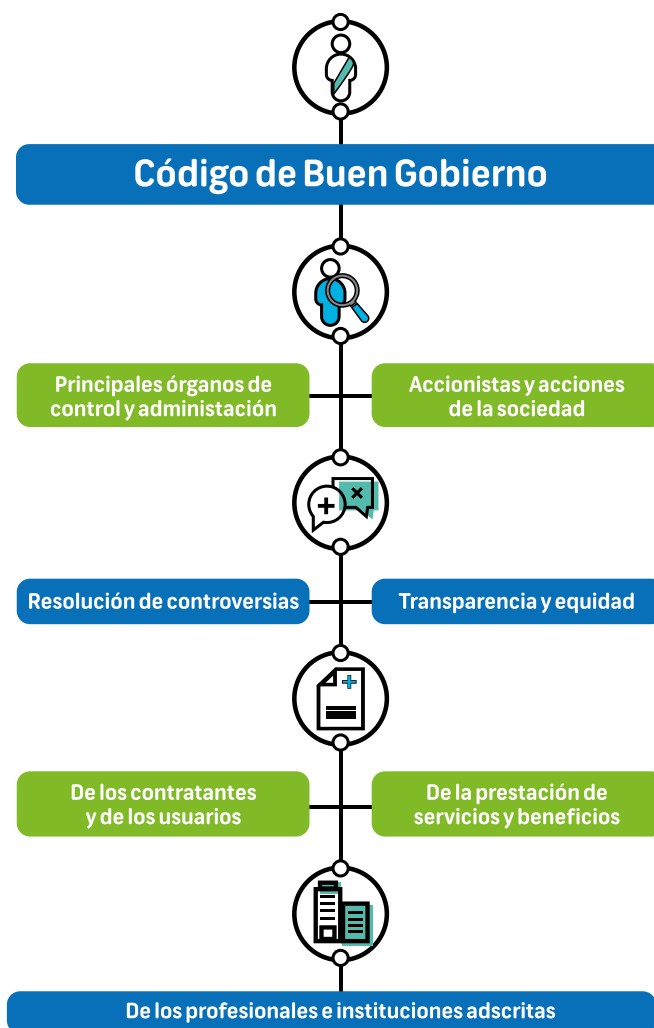 Código de Buen Gobierno
Principales órganos de
control y administación
Accionistas y acciones
de la sociedad
Resolución de controversias
Transparencia y equidad
De los contratantes
y de los usuarios
De la prestación de
servicios y beneficios
De los profesionales e instituciones adscritas